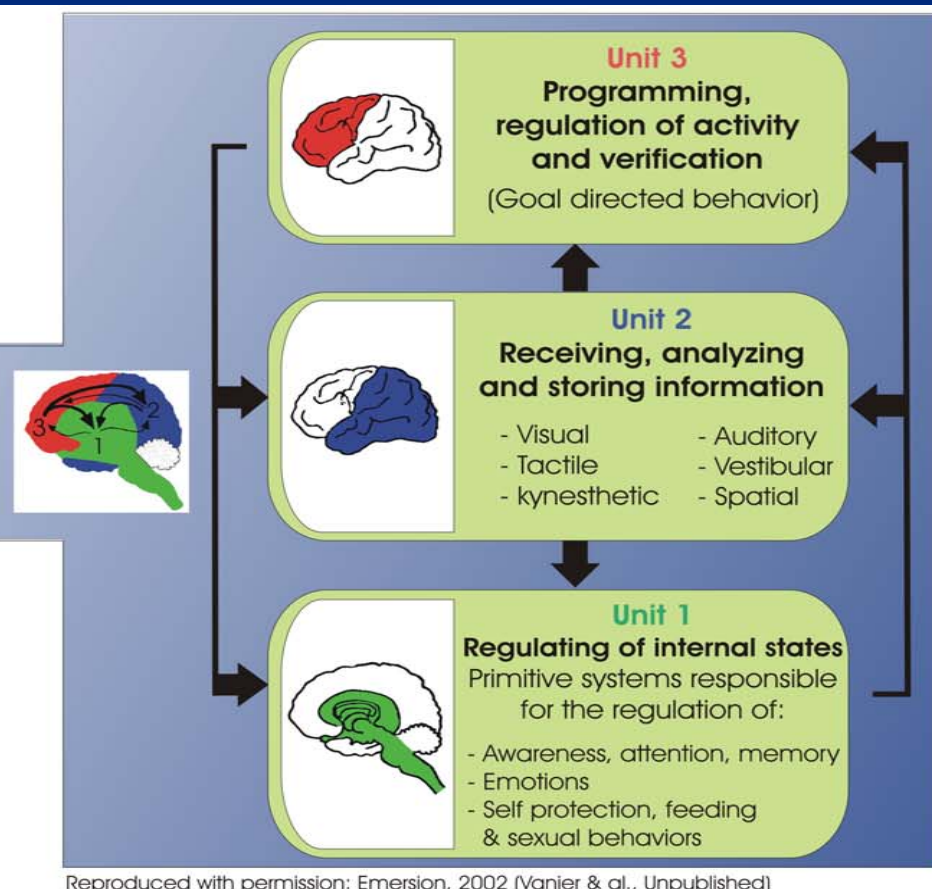 Unit 3
Programming,
regulation of activity
and verification
(Goal directed behavior)
Unit 2
Receiving, analyzing
and storing information
- Visual
- Auditory
- Tactile
- Vestibular
- kynesthetic
- Spatial
3
2
1
Unit 1
Regulating of internal states
Primitive systems responsible
for the regulation of:
- Awareness, attention, memory
- Emotions
- Self protection, feeding
& sexual behaviors
Reproduced with permission: Emersion, 2002 (Vanier & al., Unpublished)